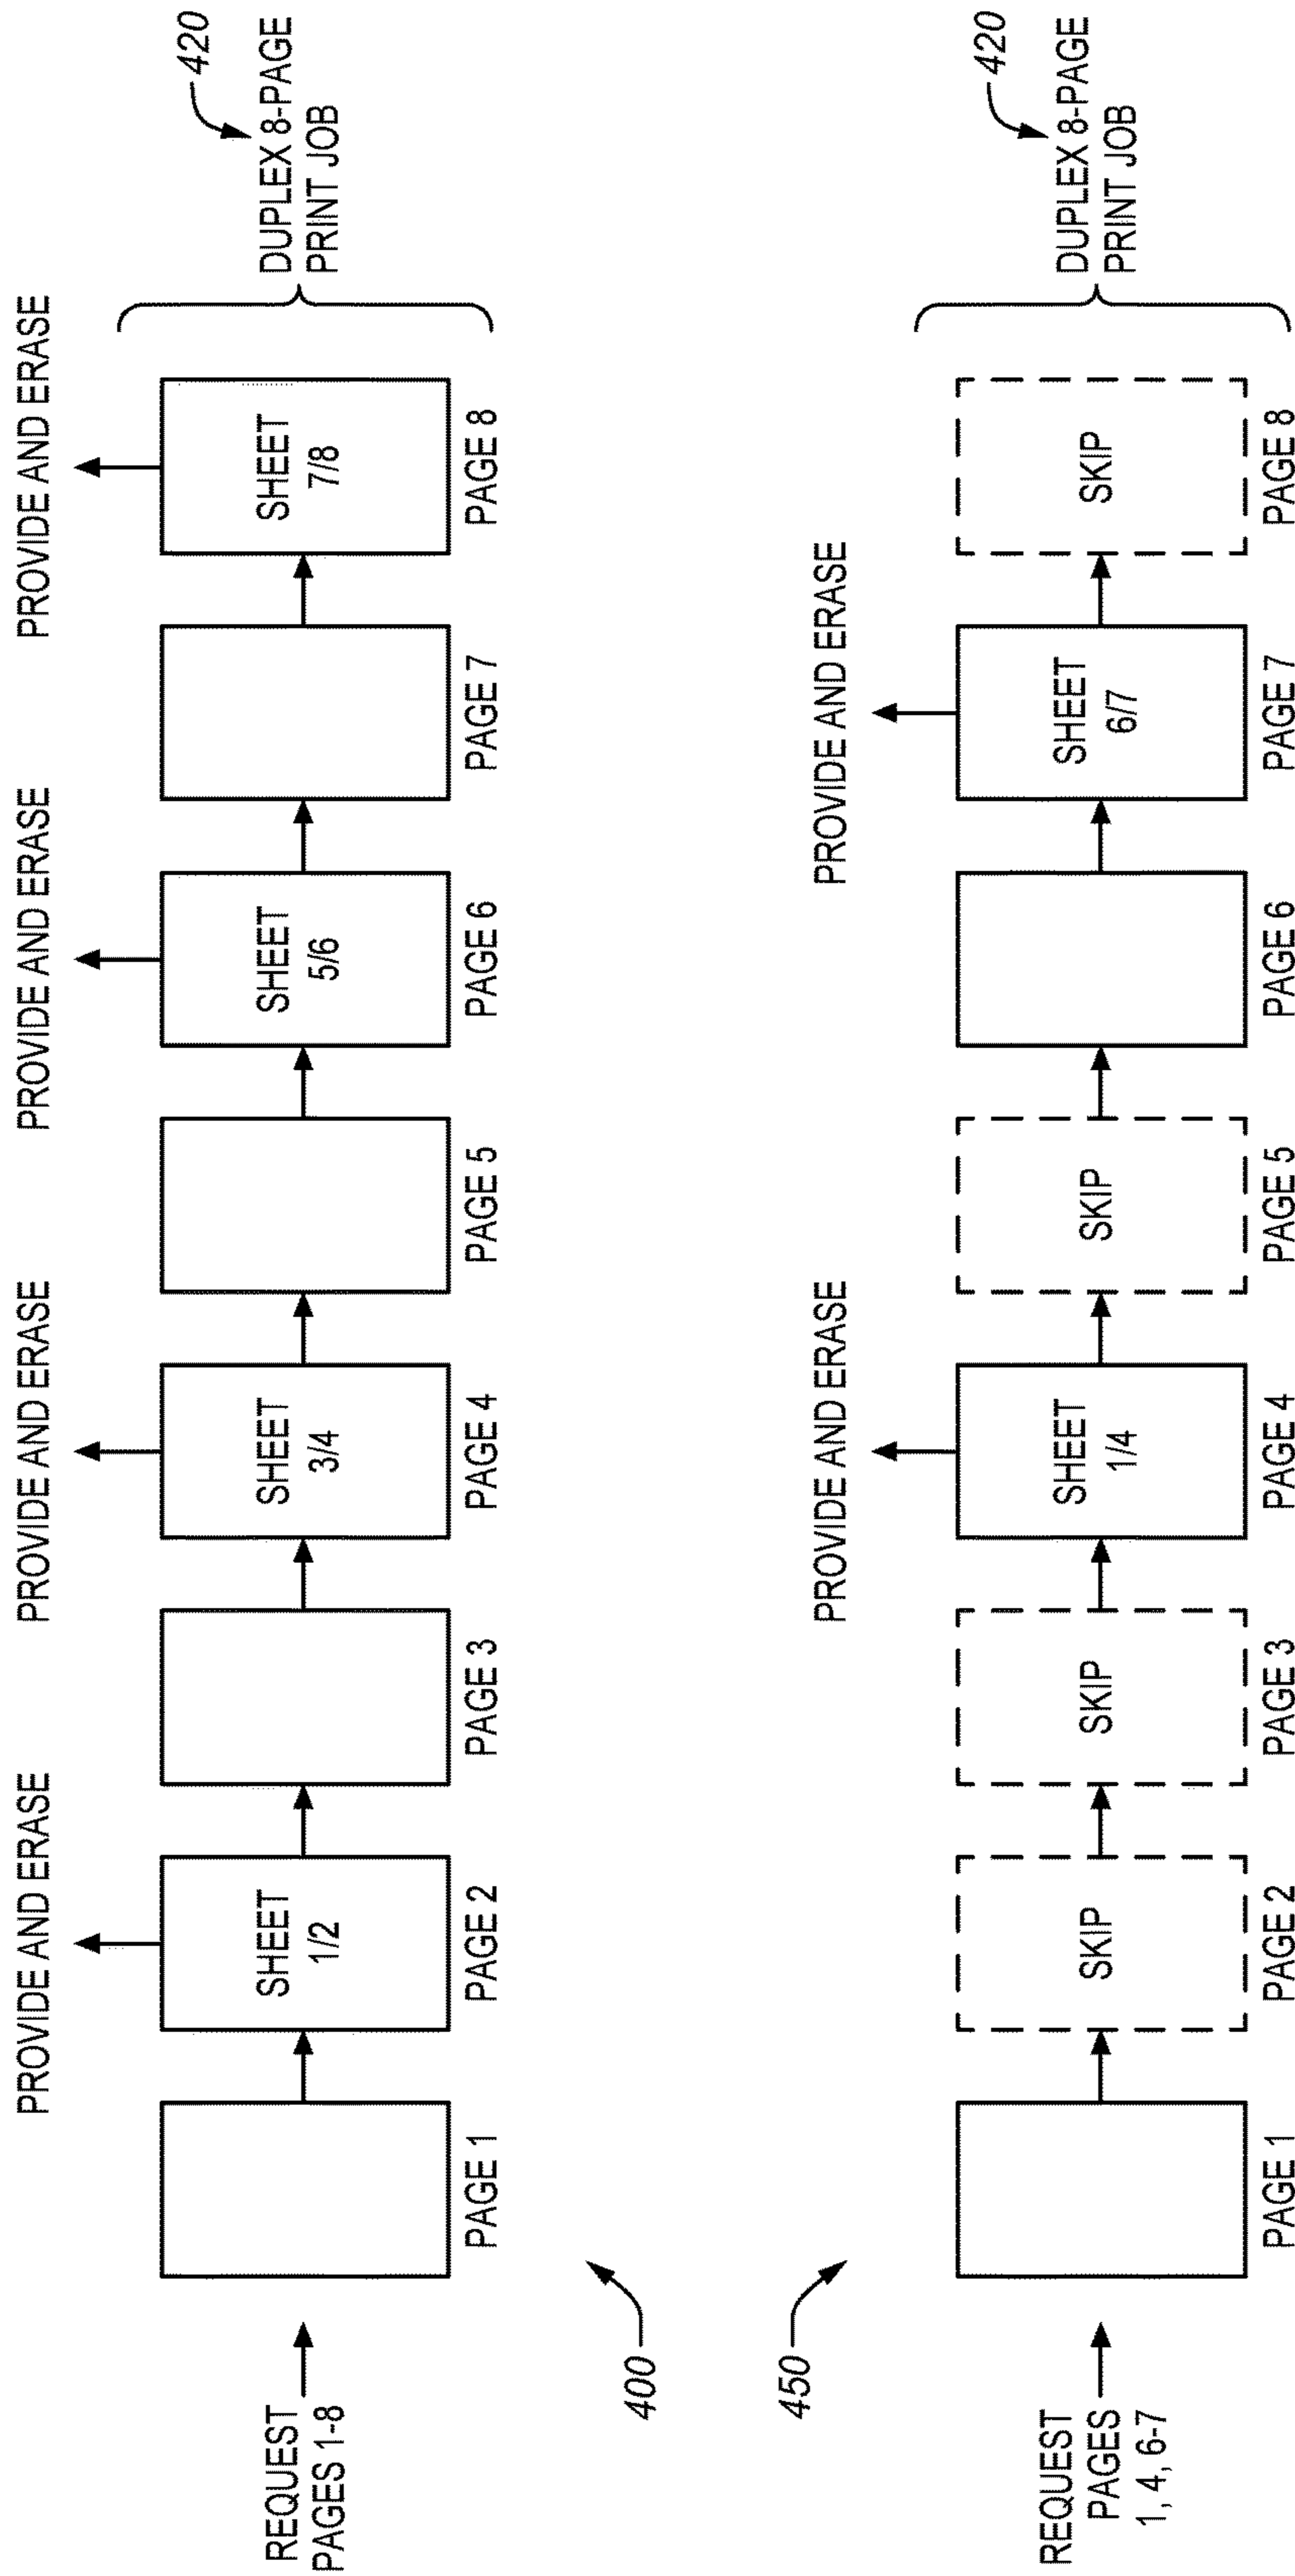 REQUEST
PAGES 1-8
PROVIDE AND ERASE
PROVIDE AND ERASE
PROVIDE AND ERASE
PROVIDE AND ERASE
SHEET
1/2
SHEET
3/4
SHEET
5/6
SHEET
7/8
PAGE 1
PAGE 2
PAGE 3
PAGE 4
PAGE 5
PAGE 6
PAGE 7
PAGE 8
420
DUPLEX 8-PAGE
PRINT JOB
400
450
REQUEST
PAGES
1, 4, 6-7
PROVIDE AND ERASE
PROVIDE AND ERASE
SKIP
SKIP
SHEET
1/4
SKIP
SHEET
6/7
SKIP
PAGE 1
PAGE 2
PAGE 3
PAGE 4
PAGE 5
PAGE 6
PAGE 7
PAGE 8
420
DUPLEX 8-PAGE
PRINT JOB